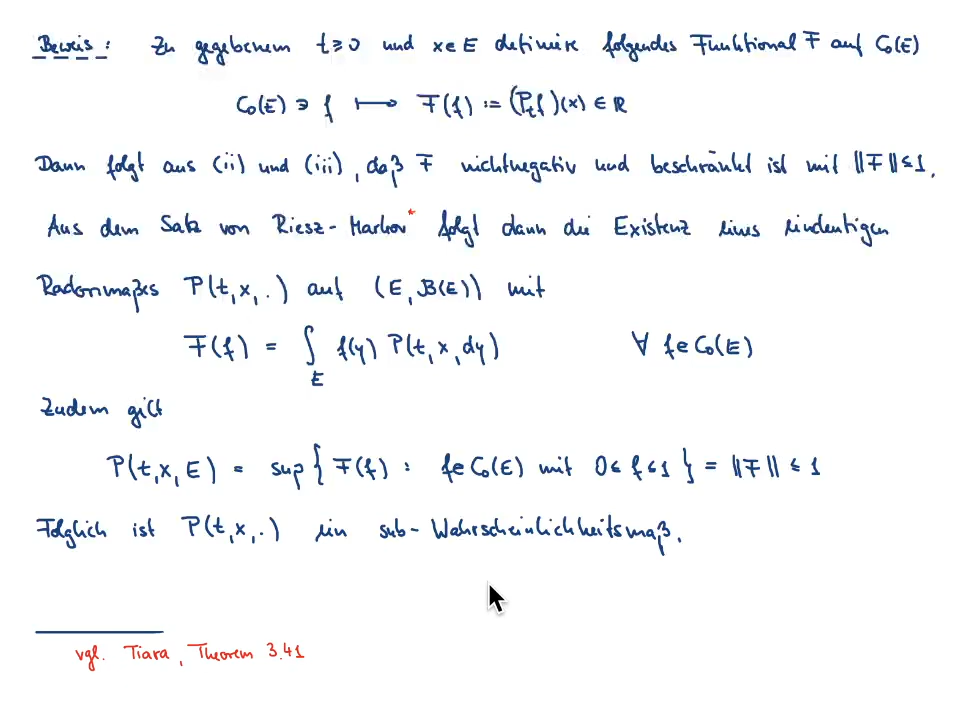 Beweis: Zu gegebenem t≥0 und x∈E definiere folgendes Funktional F auf C₀(E)
C₀(E) ∋ f ⟼ F(f) := (Pₜf)(x) ∈ ℝ
Dann folgt aus (ii) und (iii), daß F nichtnegativ und beschränkt ist mit ‖F‖≤1.
Aus dem Satz von Riesz-Markov* folgt dann die Existenz eines eindeutigen
Radonmaßes P(t,x,.) auf (E,B(E)) mit
F(f) = ∫_E f(y) P(t,x,dy) ∀ f∈C₀(E)
Zudem gilt
P(t,x,E) = sup{ F(f) : f∈C₀(E) mit 0≤f≤1 } = ‖F‖ ≤ 1
Folglich ist P(t,x,.) ein sub-Wahrscheinlichkeitsmaß.
vgl. Tiara, Theorem 3.41